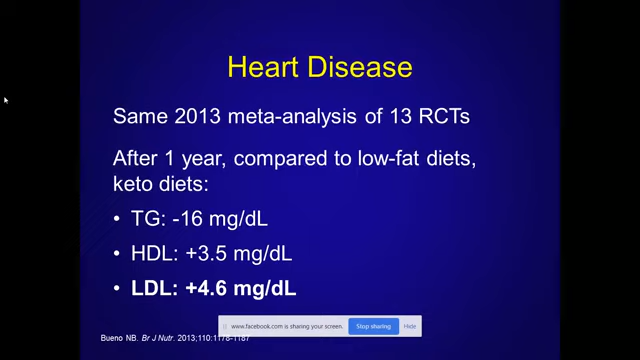 Heart Disease
Same 2013 meta-analysis of 13 RCTs
After 1 year, compared to low-fat diets,
keto diets:
• TG: -16 mg/dL
• HDL: +3.5 mg/dL
• LDL: +4.6 mg/dL
www.facebook.com is sharing your screen. Stop sharing Hide
Bueno NB. Br J Nutr. 2013;110:1178-1187